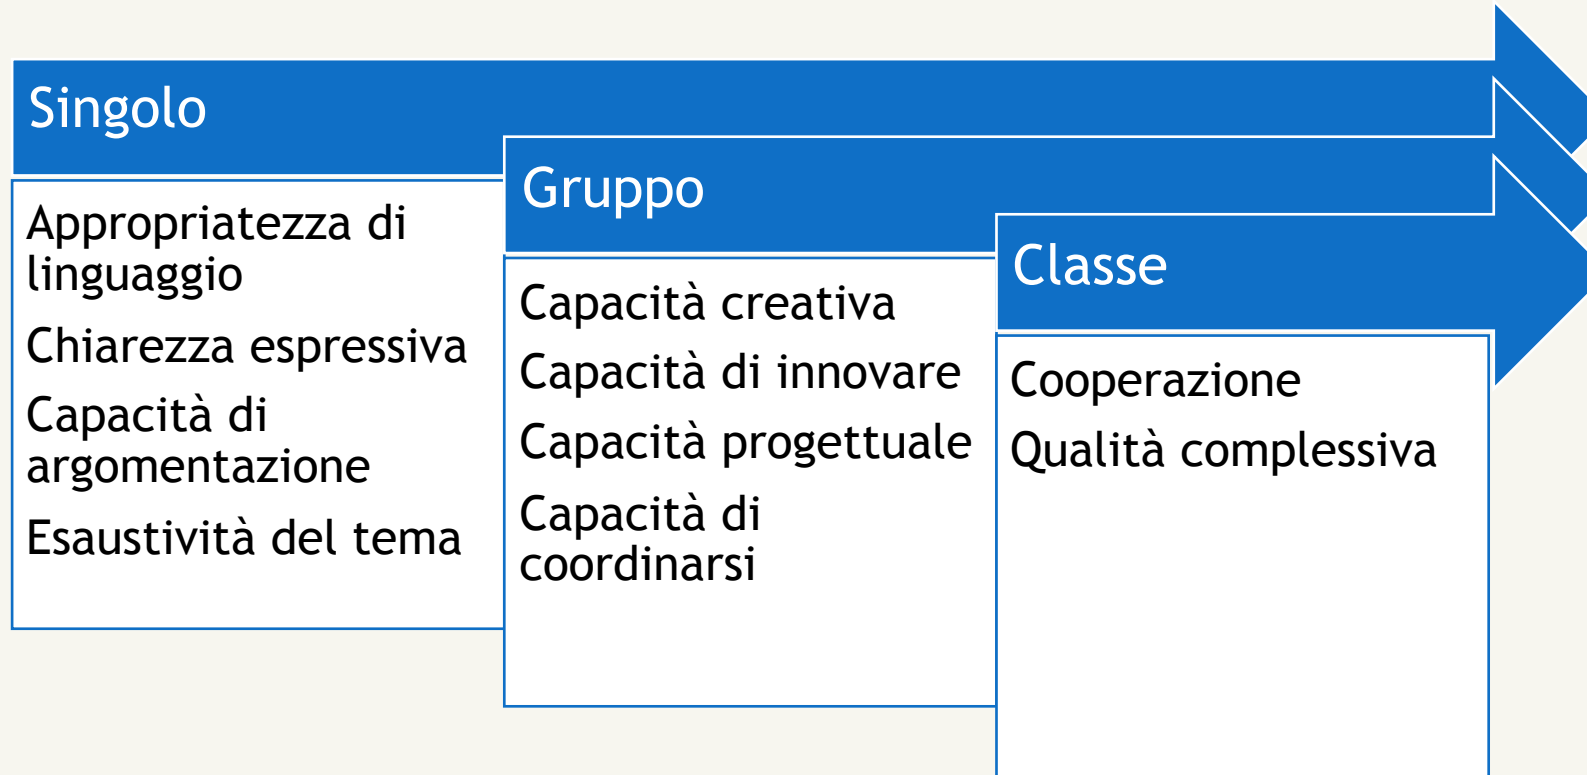 Singolo
Appropriatezza di
linguaggio
Chiarezza espressiva
Capacità di
argomentazione
Esaustività del tema
Gruppo
Capacità creativa
Capacità di innovare
Capacità progettuale
Capacità di
coordinarsi
Classe
Cooperazione
Qualità complessiva